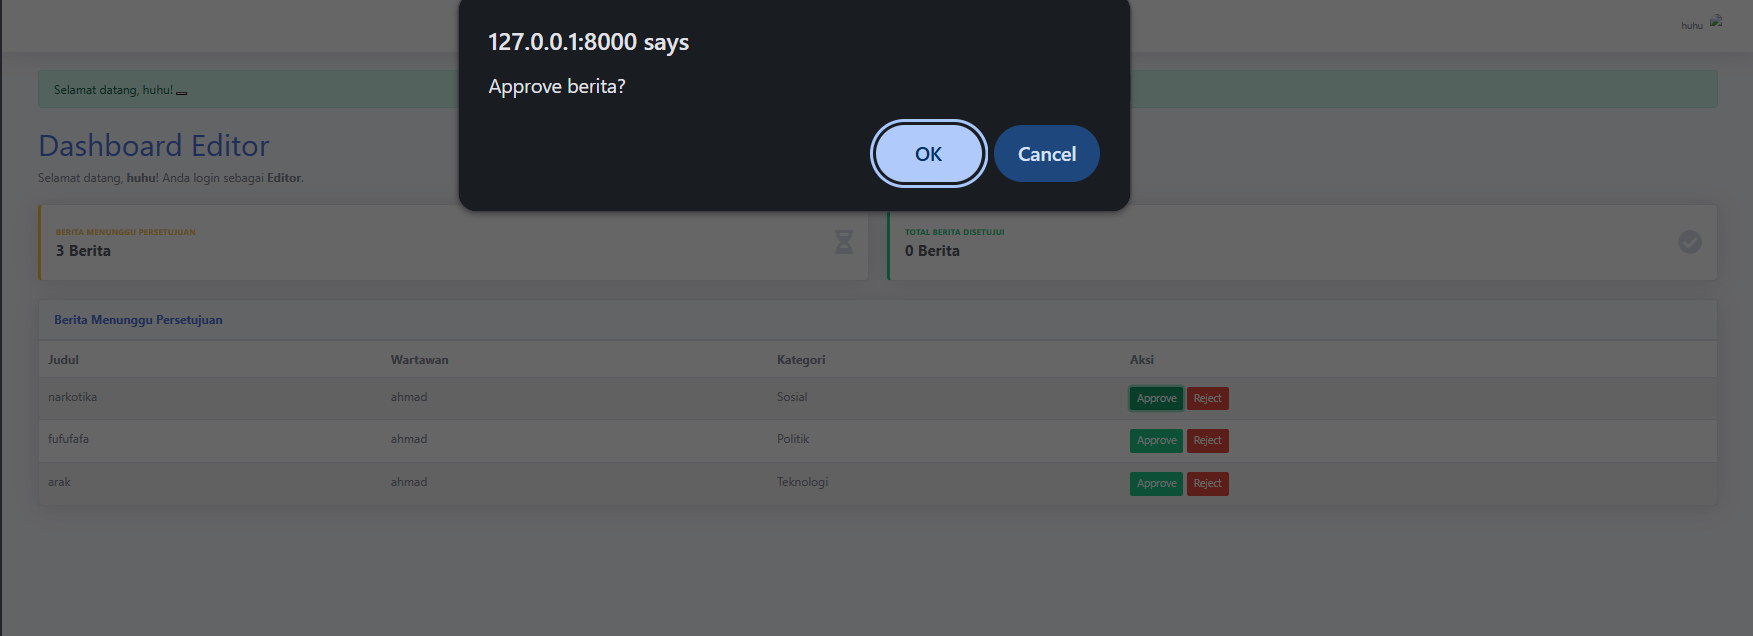 127.0.0.1:8000 says
Approve berita?
OK Cancel
huhu
Selamat datang, huhu!
Dashboard Editor
Selamat datang, huhu! Anda login sebagai Editor.
BERITA MENUNGGU PERSETUJUAN
3 Berita
TOTAL BERITA DISETUJUI
0 Berita
Berita Menunggu Persetujuan
Judul Wartawan Kategori Aksi
narkotika ahmad Sosial Approve Reject
fufufafa ahmad Politik Approve Reject
arak ahmad Teknologi Approve Reject